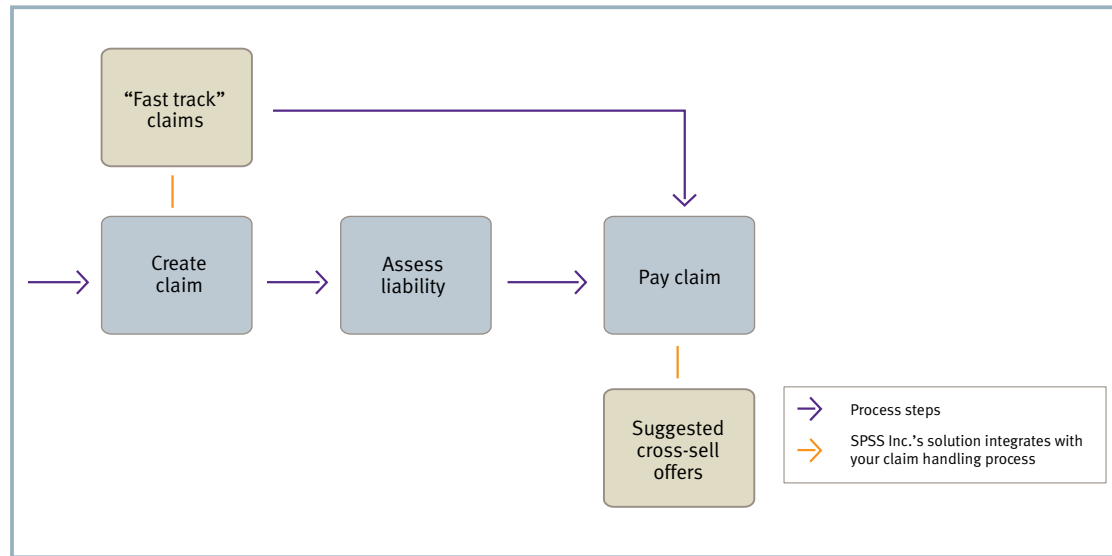 “Fast track”
claims
Create
claim
Assess
liability
Pay claim
Suggested
cross-sell
offers
Process steps
SPSS Inc.’s solution integrates with
your claim handling process